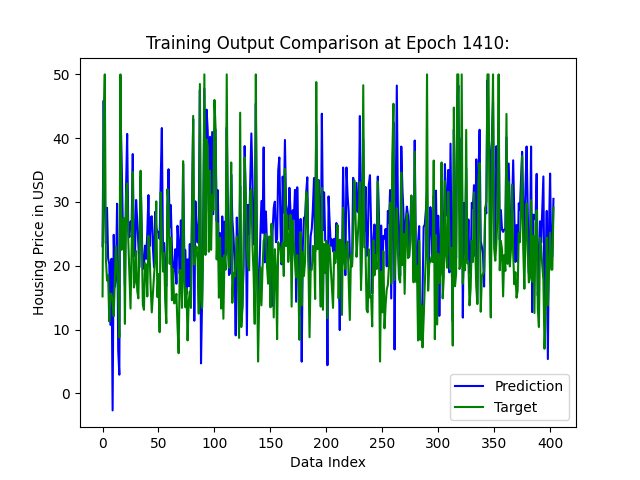 Training Output Comparison at Epoch 1410:
Housing Price in USD
50
40
30
20
10
0
Prediction
Target
0 50 100 150 200 250 300 350 400
Data Index